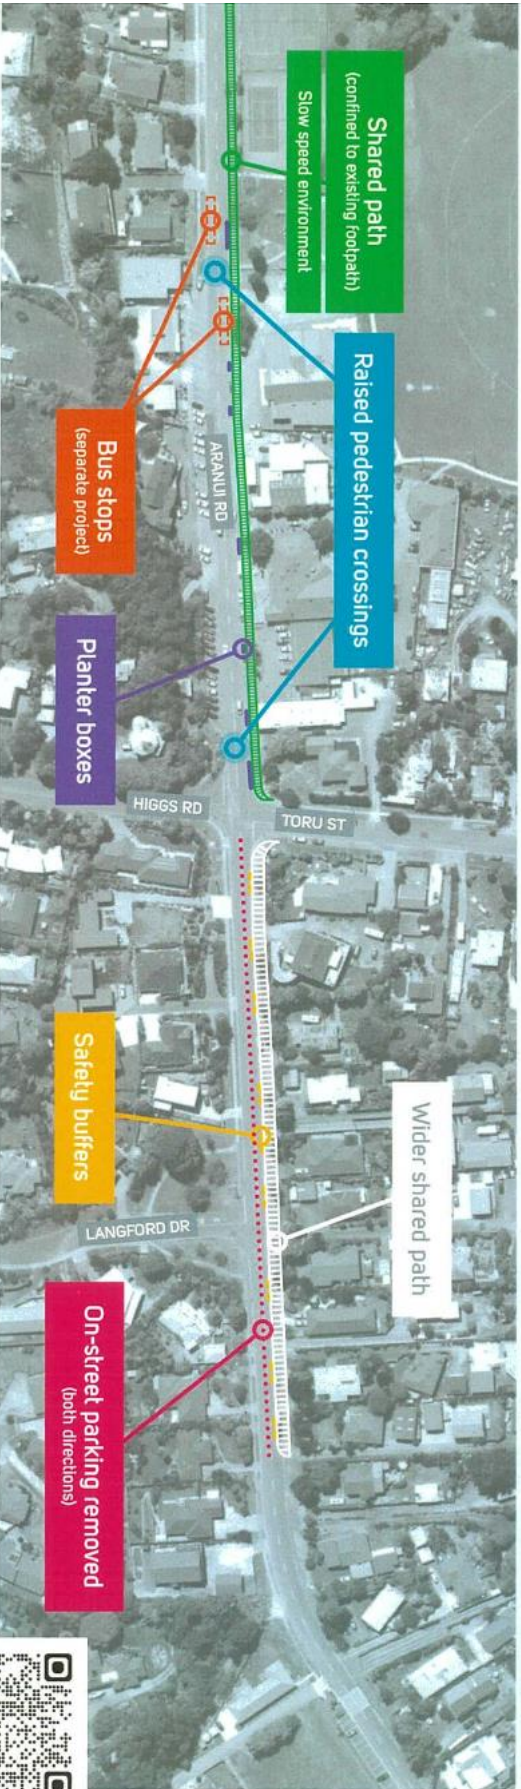 Shared path
(confined to existing footpath)
Slow speed environment
Raised pedestrian crossings
Bus stops
(separate project)
ARANUI RD
Planter boxes
HIGGS RD
TORU ST
Wider shared path
Safety buffers
LANGFORD DR
On-street parking removed
(both directions)